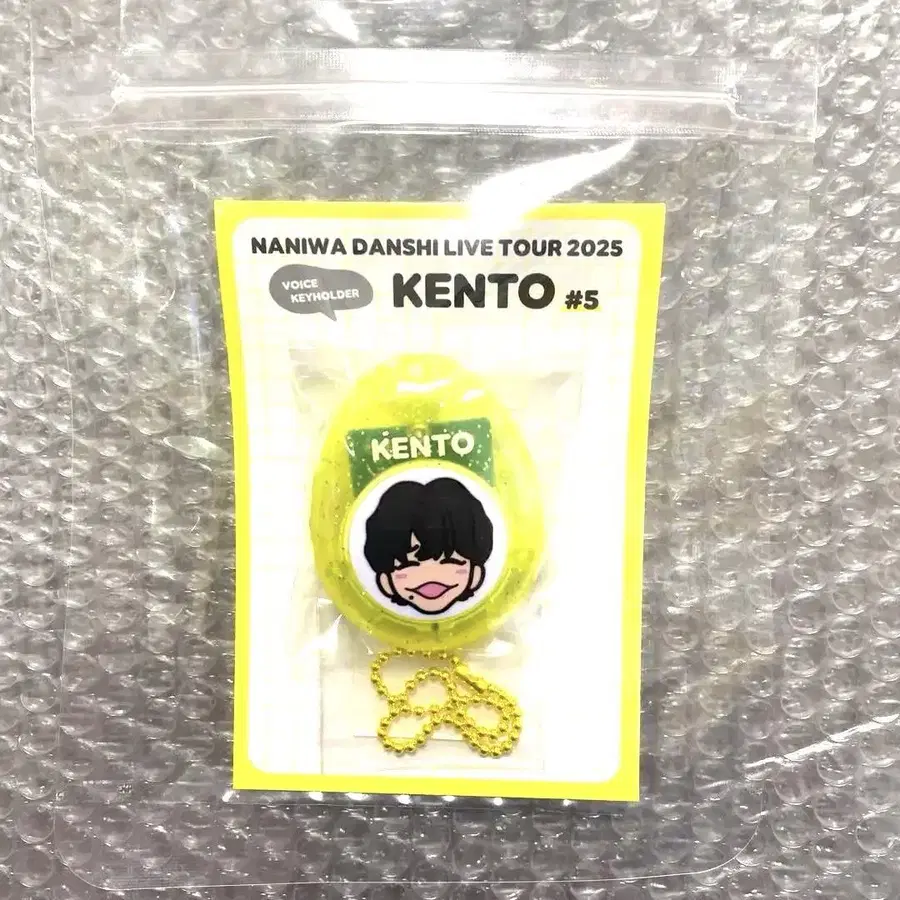 NANIWA DANSHI LIVE TOUR 2025
VOICE
KEYHOLDER
KENTO #5
KENTO